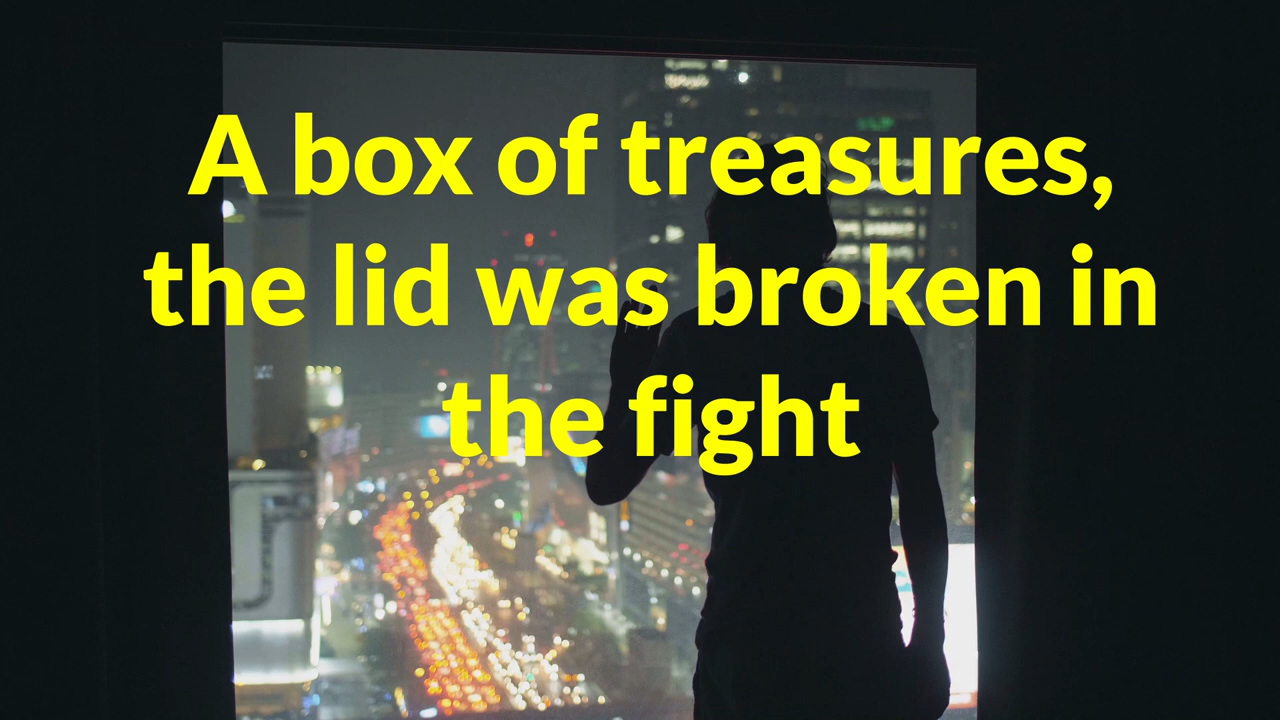 A box of treasures,
the lid was broken in
the fight